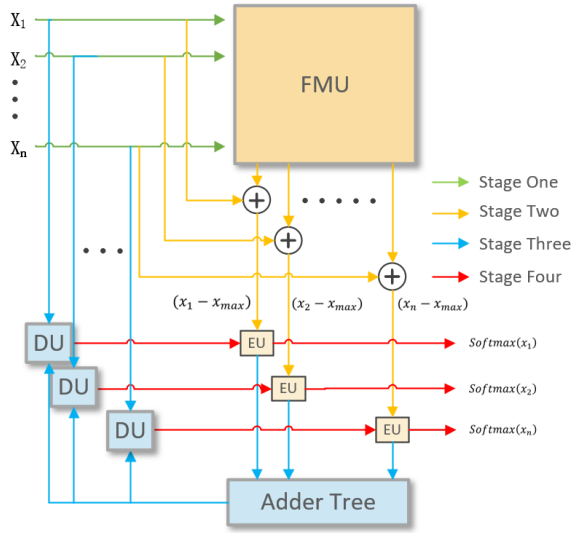 X₁
X₂
Xₙ
FMU
Stage One
Stage Two
Stage Three
Stage Four
(x₁ − xₘₐₓ)
(x₂ − xₘₐₓ)
(xₙ − xₘₐₓ)
DU
EU
Softmax(x₁)
DU
EU
Softmax(x₂)
DU
EU
Softmax(xₙ)
Adder Tree